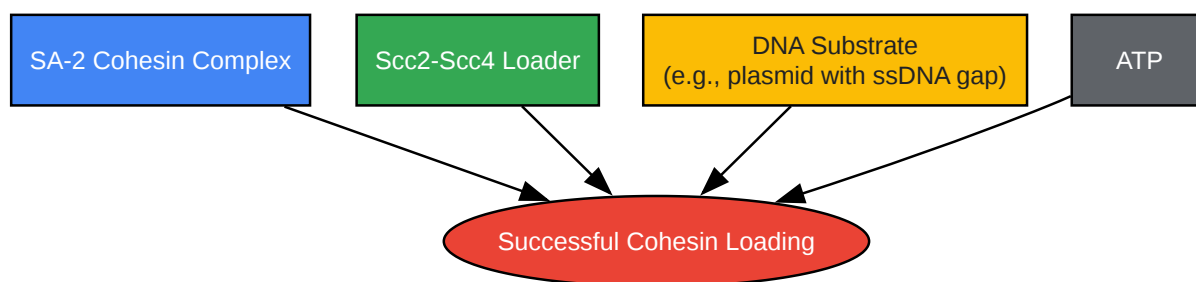 SA-2 Cohesin Complex
Scc2-Scc4 Loader
DNA Substrate
(e.g., plasmid with ssDNA gap)
ATP
Successful Cohesin Loading